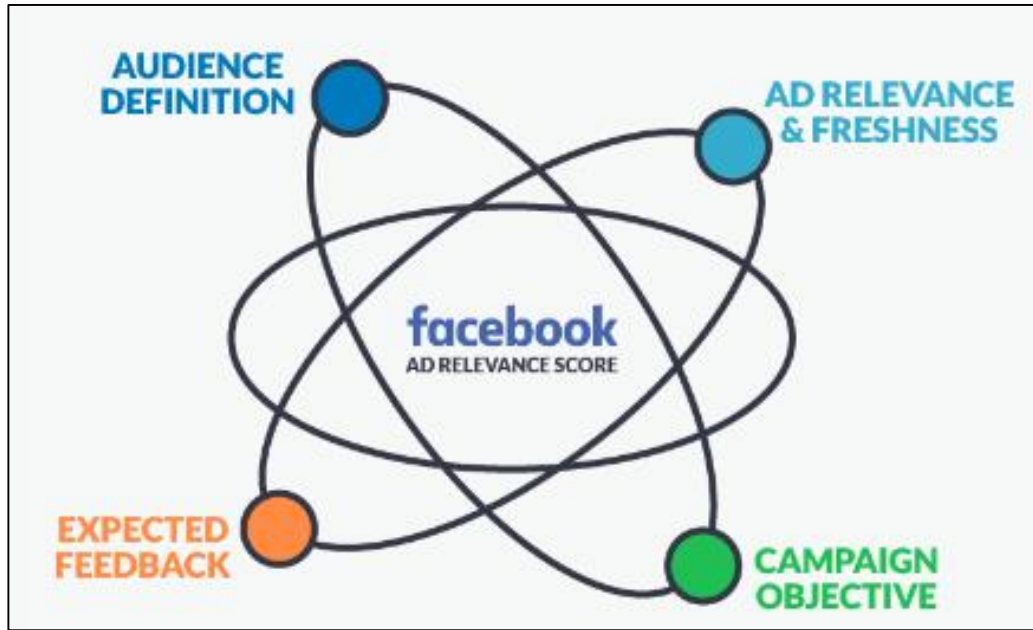 AUDIENCE
DEFINITION
AD RELEVANCE
& FRESHNESS
facebook
AD RELEVANCE SCORE
EXPECTED
FEEDBACK
CAMPAIGN
OBJECTIVE